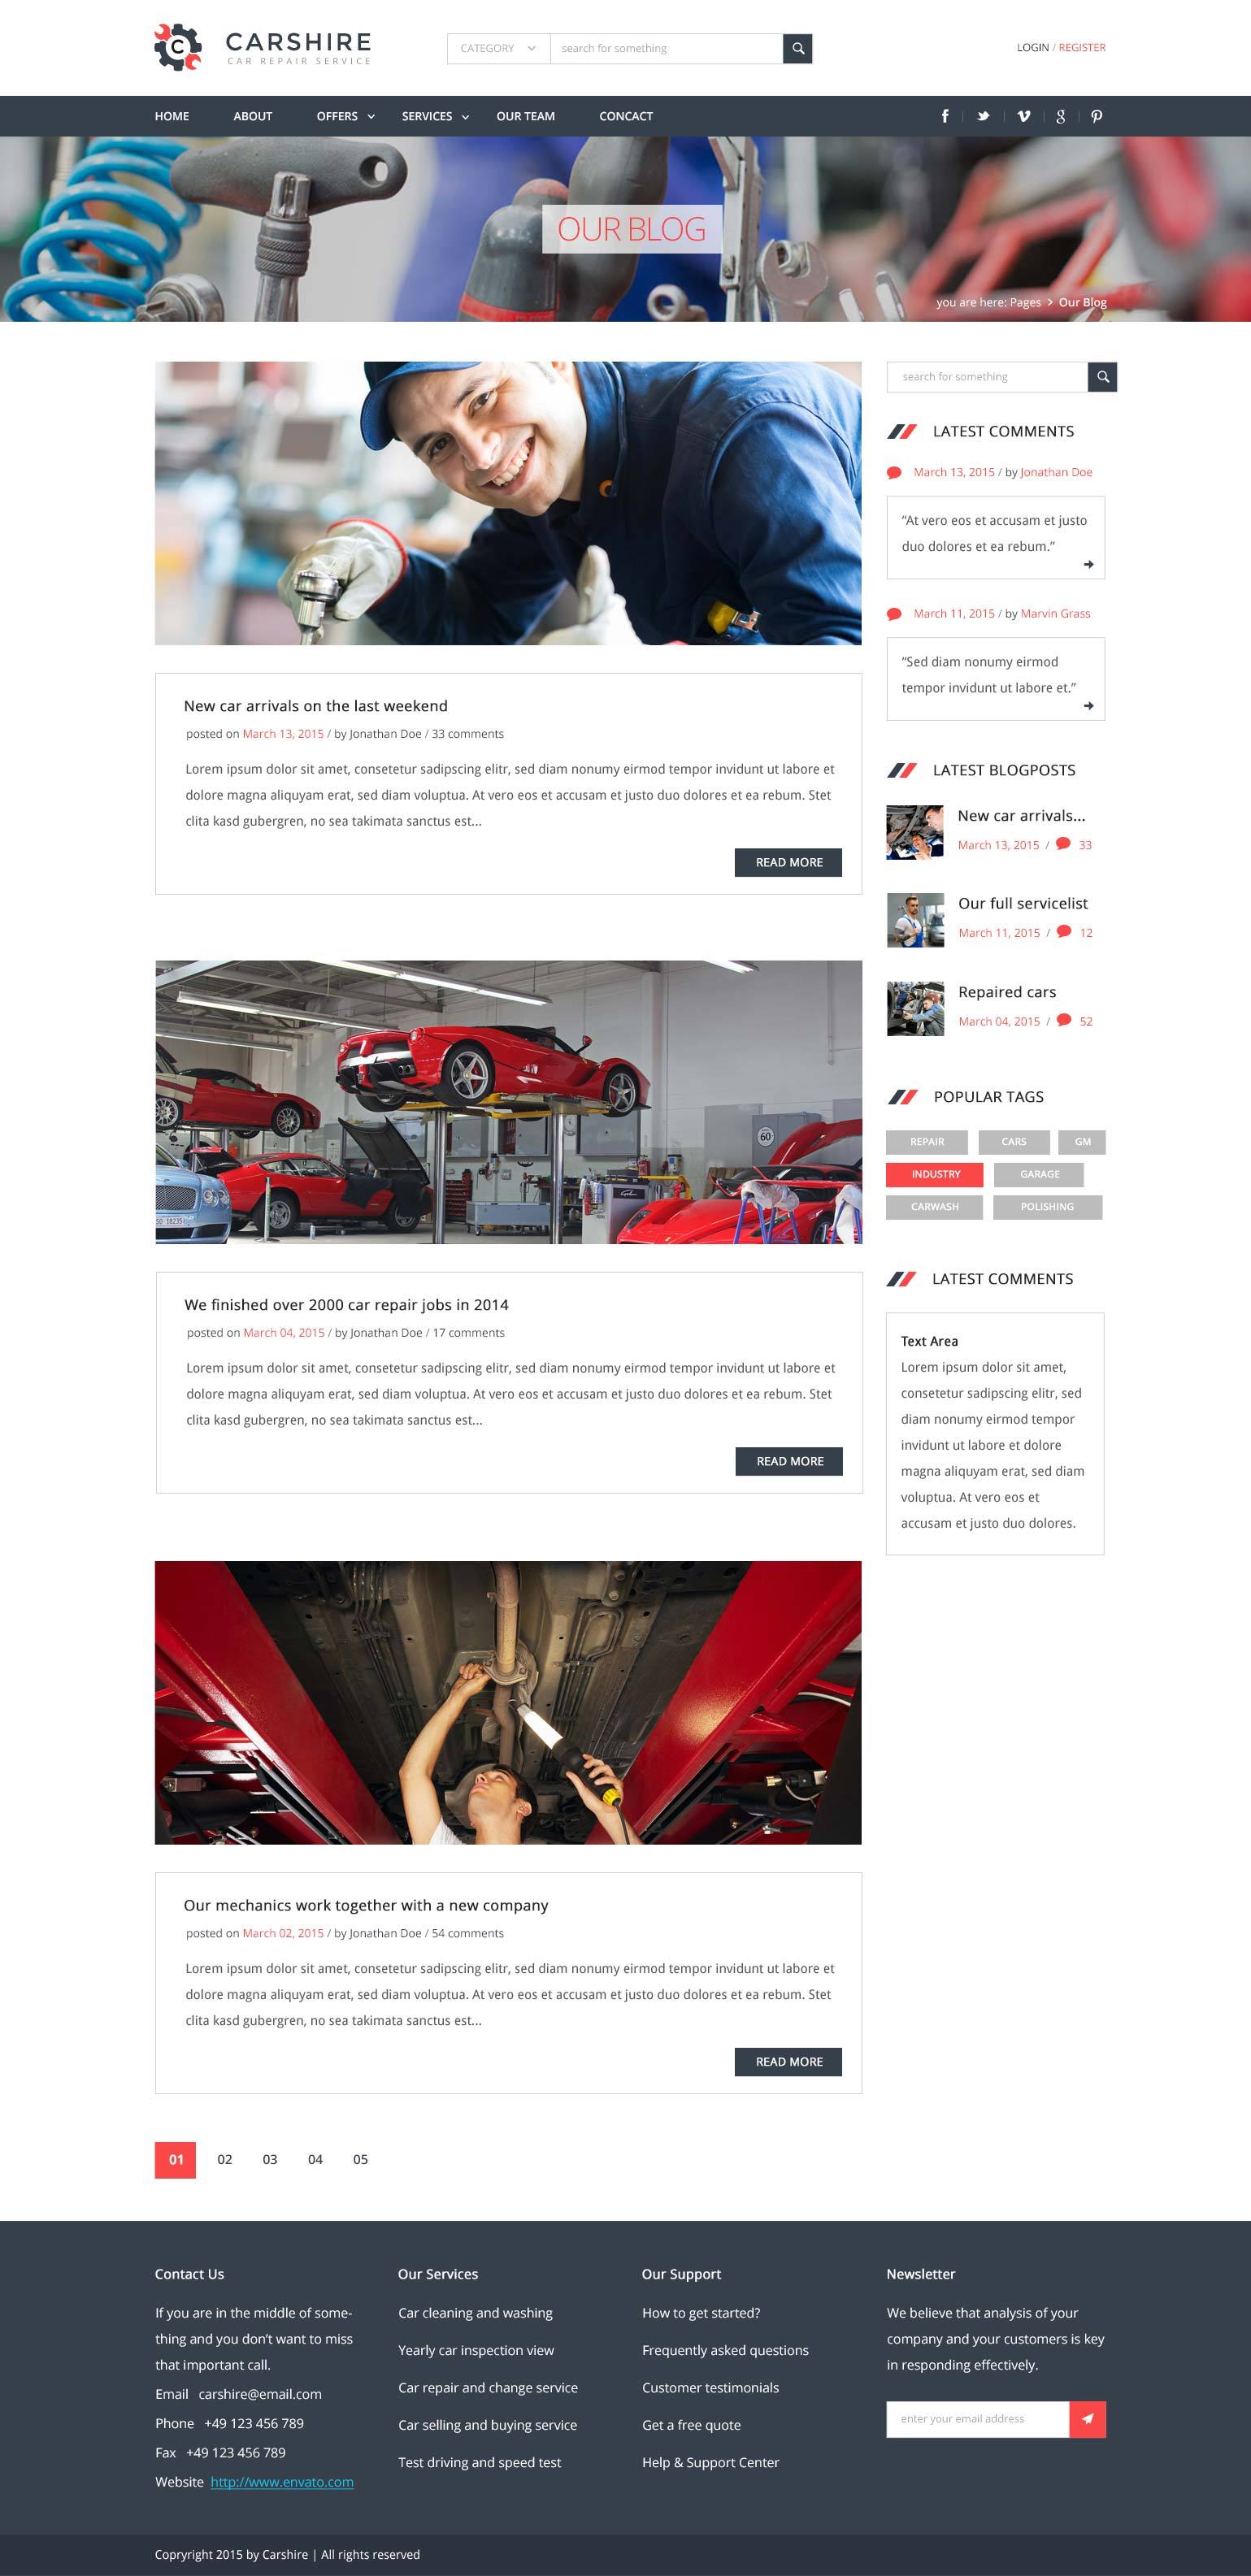 C
CARSHIRE
CAR REPAIR SERVICE
CATEGORY
search for something
LOGIN / REGISTER
HOME
ABOUT
OFFERS
SERVICES
OUR TEAM
CONCACT
OUR BLOG
you are here: Pages > Our Blog
search for something
LATEST COMMENTS
March 13, 2015 / by Jonathan Doe
“At vero eos et accusam et justo
duo dolores et ea rebum.”
March 11, 2015 / by Marvin Grass
“Sed diam nonumy eirmod
tempor invidunt ut labore et.”
New car arrivals on the last weekend
posted on March 13, 2015 / by Jonathan Doe / 33 comments
Lorem ipsum dolor sit amet, consetetur sadipscing elitr, sed diam nonumy eirmod tempor invidunt ut labore et
dolore magna aliquyam erat, sed diam voluptua. At vero eos et accusam et justo duo dolores et ea rebum. Stet
clita kasd gubergren, no sea takimata sanctus est...
READ MORE
LATEST BLOGPOSTS
New car arrivals...
March 13, 2015 / 33
Our full servicelist
March 11, 2015 / 12
Repaired cars
March 04, 2015 / 52
60
POPULAR TAGS
REPAIR
CARS
GM
INDUSTRY
GARAGE
CARWASH
POLISHING
LATEST COMMENTS
Text Area
Lorem ipsum dolor sit amet,
consetetur sadipscing elitr, sed
diam nonumy eirmod tempor
invidunt ut labore et dolore
magna aliquyam erat, sed diam
voluptua. At vero eos et
accusam et justo duo dolores.
We finished over 2000 car repair jobs in 2014
posted on March 04, 2015 / by Jonathan Doe / 17 comments
Lorem ipsum dolor sit amet, consetetur sadipscing elitr, sed diam nonumy eirmod tempor invidunt ut labore et
dolore magna aliquyam erat, sed diam voluptua. At vero eos et accusam et justo duo dolores et ea rebum. Stet
clita kasd gubergren, no sea takimata sanctus est...
READ MORE
Our mechanics work together with a new company
posted on March 02, 2015 / by Jonathan Doe / 54 comments
Lorem ipsum dolor sit amet, consetetur sadipscing elitr, sed diam nonumy eirmod tempor invidunt ut labore et
dolore magna aliquyam erat, sed diam voluptua. At vero eos et accusam et justo duo dolores et ea rebum. Stet
clita kasd gubergren, no sea takimata sanctus est...
READ MORE
01 02 03 04 05
Contact Us
If you are in the middle of some-
thing and you don’t want to miss
that important call.
Email carshire@email.com
Phone +49 123 456 789
Fax +49 123 456 789
Website http://www.envato.com
Our Services
Car cleaning and washing
Yearly car inspection view
Car repair and change service
Car selling and buying service
Test driving and speed test
Our Support
How to get started?
Frequently asked questions
Customer testimonials
Get a free quote
Help & Support Center
Newsletter
We believe that analysis of your
company and your customers is key
in responding effectively.
enter your email address
Copryright 2015 by Carshire | All rights reserved